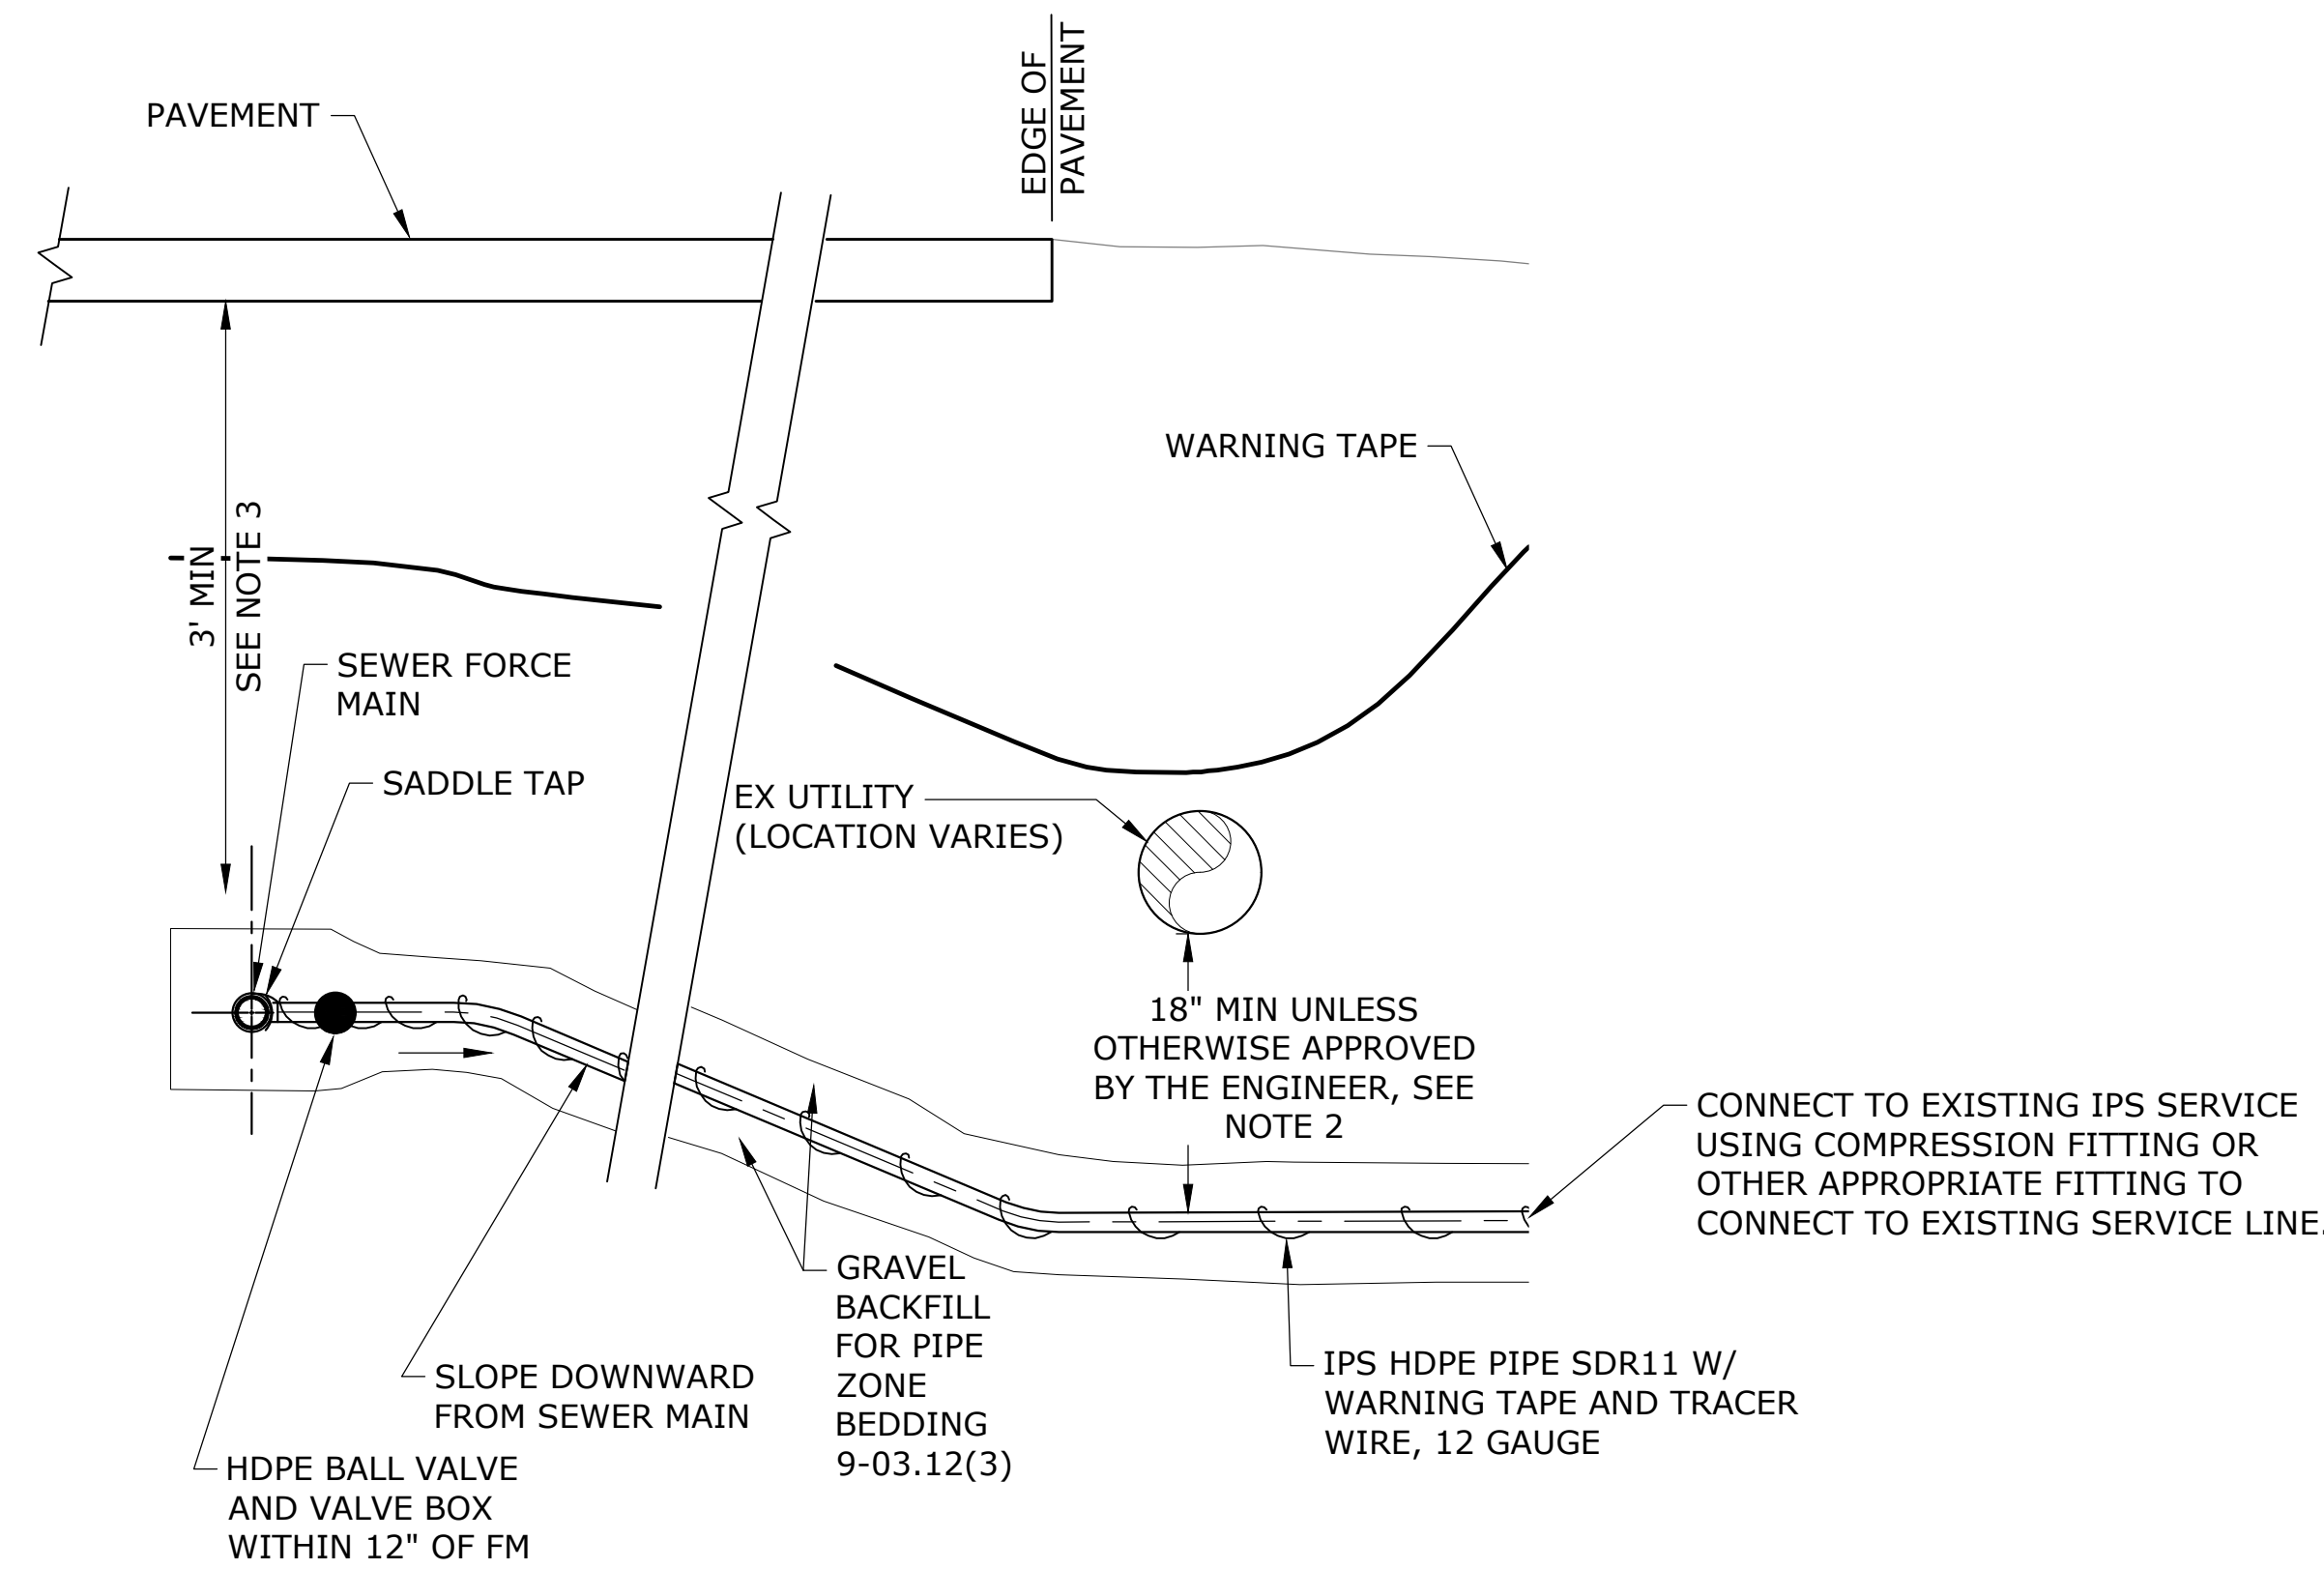 EDGE OF
PAVEMENT
PAVEMENT
WARNING TAPE
3' MIN
SEE NOTE 3
SEWER FORCE
MAIN
SADDLE TAP
EX UTILITY
(LOCATION VARIES)
18" MIN UNLESS
OTHERWISE APPROVED
BY THE ENGINEER, SEE
NOTE 2
CONNECT TO EXISTING IPS SERVICE
USING COMPRESSION FITTING OR
OTHER APPROPRIATE FITTING TO
CONNECT TO EXISTING SERVICE LINE.
GRAVEL
BACKFILL
FOR PIPE
ZONE
BEDDING
9-03.12(3)
IPS HDPE PIPE SDR11 W/
WARNING TAPE AND TRACER
WIRE, 12 GAUGE
SLOPE DOWNWARD
FROM SEWER MAIN
HDPE BALL VALVE
AND VALVE BOX
WITHIN 12" OF FM